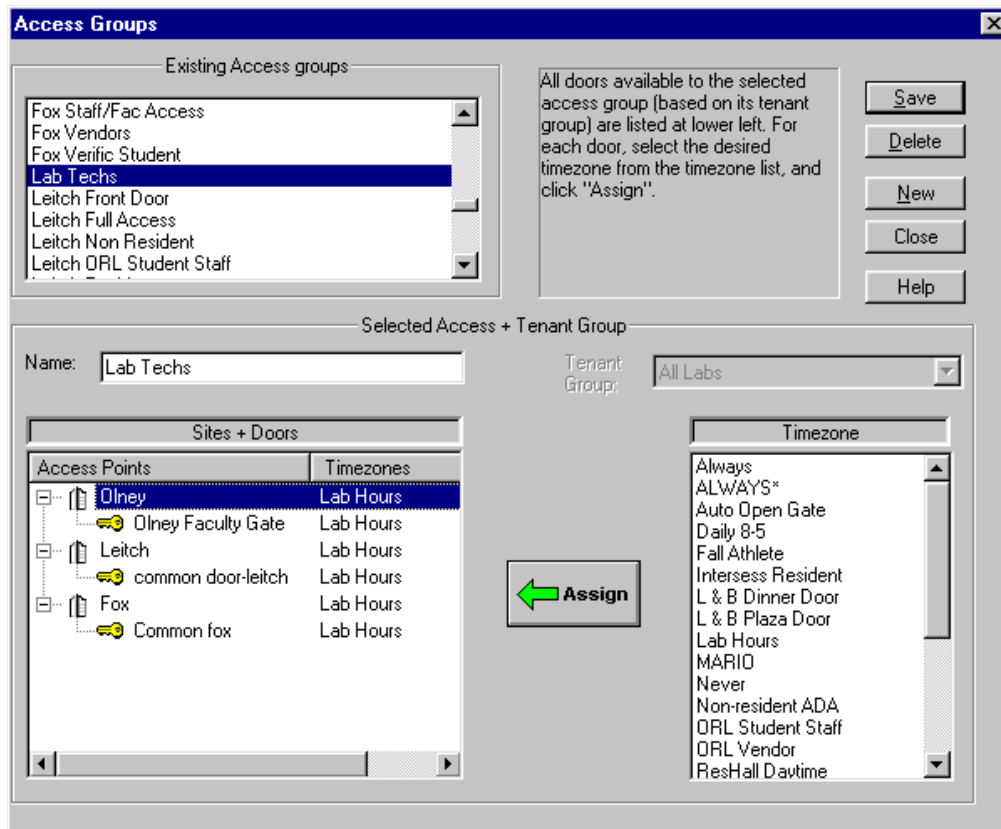 Access Groups
Existing Access groups
Fox Staff/Fac Access
Fox Vendors
Fox Verific Student
Lab Techs
Leitch Front Door
Leitch Full Access
Leitch Non Resident
Leitch ORL Student Staff
All doors available to the selected
access group (based on its tenant
group) are listed at lower left. For
each door, select the desired
timezone from the timezone list, and
click "Assign".
Save
Delete
New
Close
Help
Selected Access + Tenant Group
Name:
Lab Techs
Tenant
Group:
All Labs
Sites + Doors
Access Points Timezones
Olney Lab Hours
Olney Faculty Gate Lab Hours
Leitch Lab Hours
common door-leitch Lab Hours
Fox Lab Hours
Common fox Lab Hours
Assign
Timezone
Always
ALWAYS*
Auto Open Gate
Daily 8-5
Fall Athlete
Intersess Resident
L & B Dinner Door
L & B Plaza Door
Lab Hours
MARIO
Never
Non-resident ADA
ORL Student Staff
ORL Vendor
ResHall Daytime